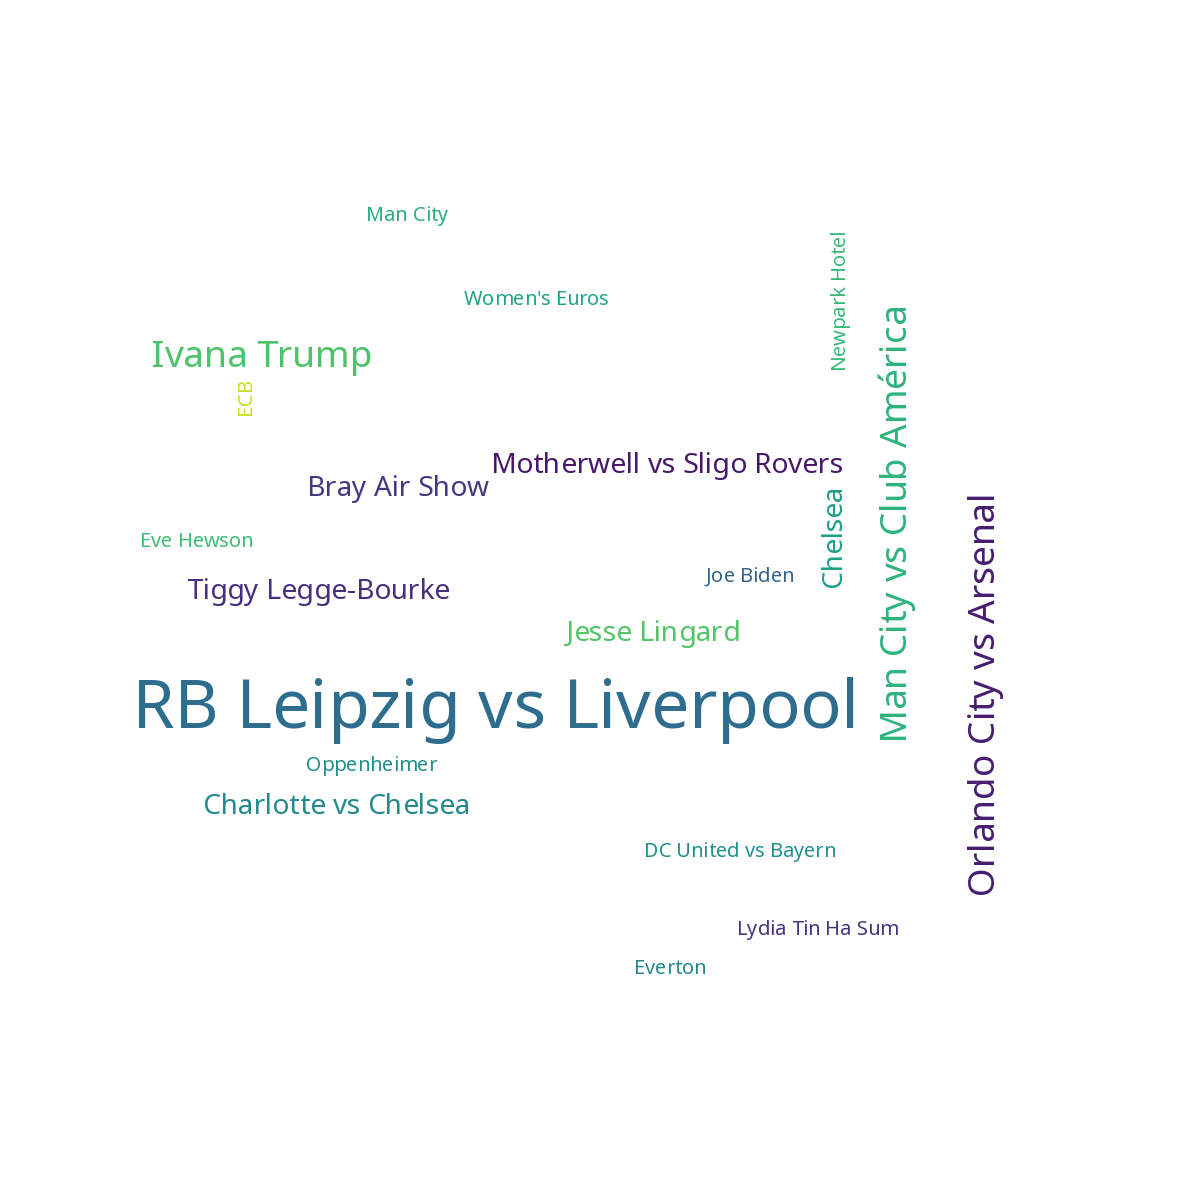 Man City
Women's Euros
Newpark Hotel
Ivana Trump
Man City vs Club América
ECB
Motherwell vs Sligo Rovers
Bray Air Show
Chelsea
Orlando City vs Arsenal
Eve Hewson
Joe Biden
Tiggy Legge-Bourke
Jesse Lingard
RB Leipzig vs Liverpool
Oppenheimer
Charlotte vs Chelsea
DC United vs Bayern
Lydia Tin Ha Sum
Everton